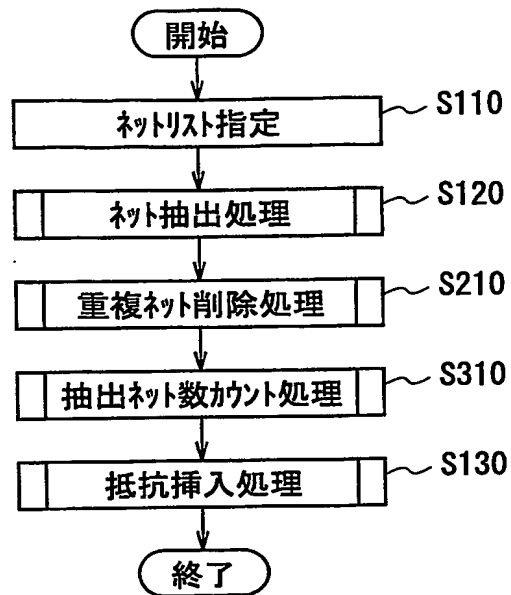 開始
ネットリスト指定
S110
ネット抽出処理
S120
重複ネット削除処理
S210
抽出ネット数カウント処理
S310
抵抗挿入処理
S130
終了